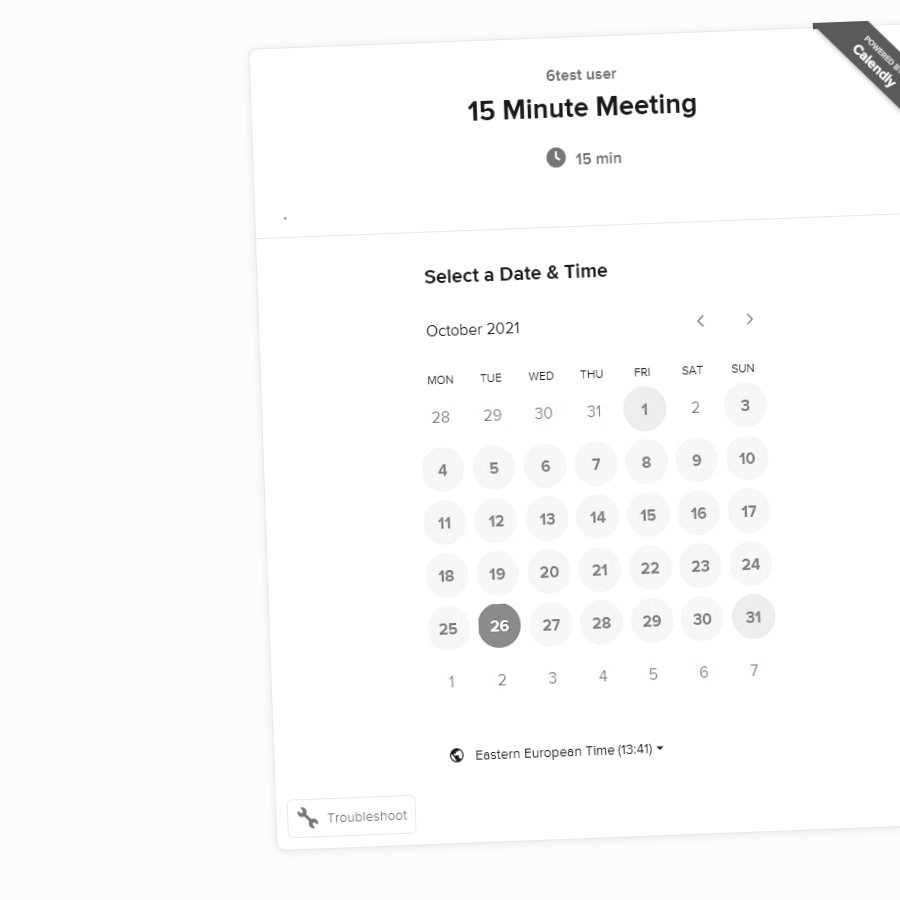 6test user
15 Minute Meeting
15 min
POWERED BY
Calendly
.
Select a Date & Time
October 2021
MON TUE WED THU FRI SAT SUN
28 29 30 31 1 2 3
4 5 6 7 8 9 10
11 12 13 14 15 16 17
18 19 20 21 22 23 24
25 26 27 28 29 30 31
1 2 3 4 5 6 7
Eastern European Time (13:41)
Troubleshoot